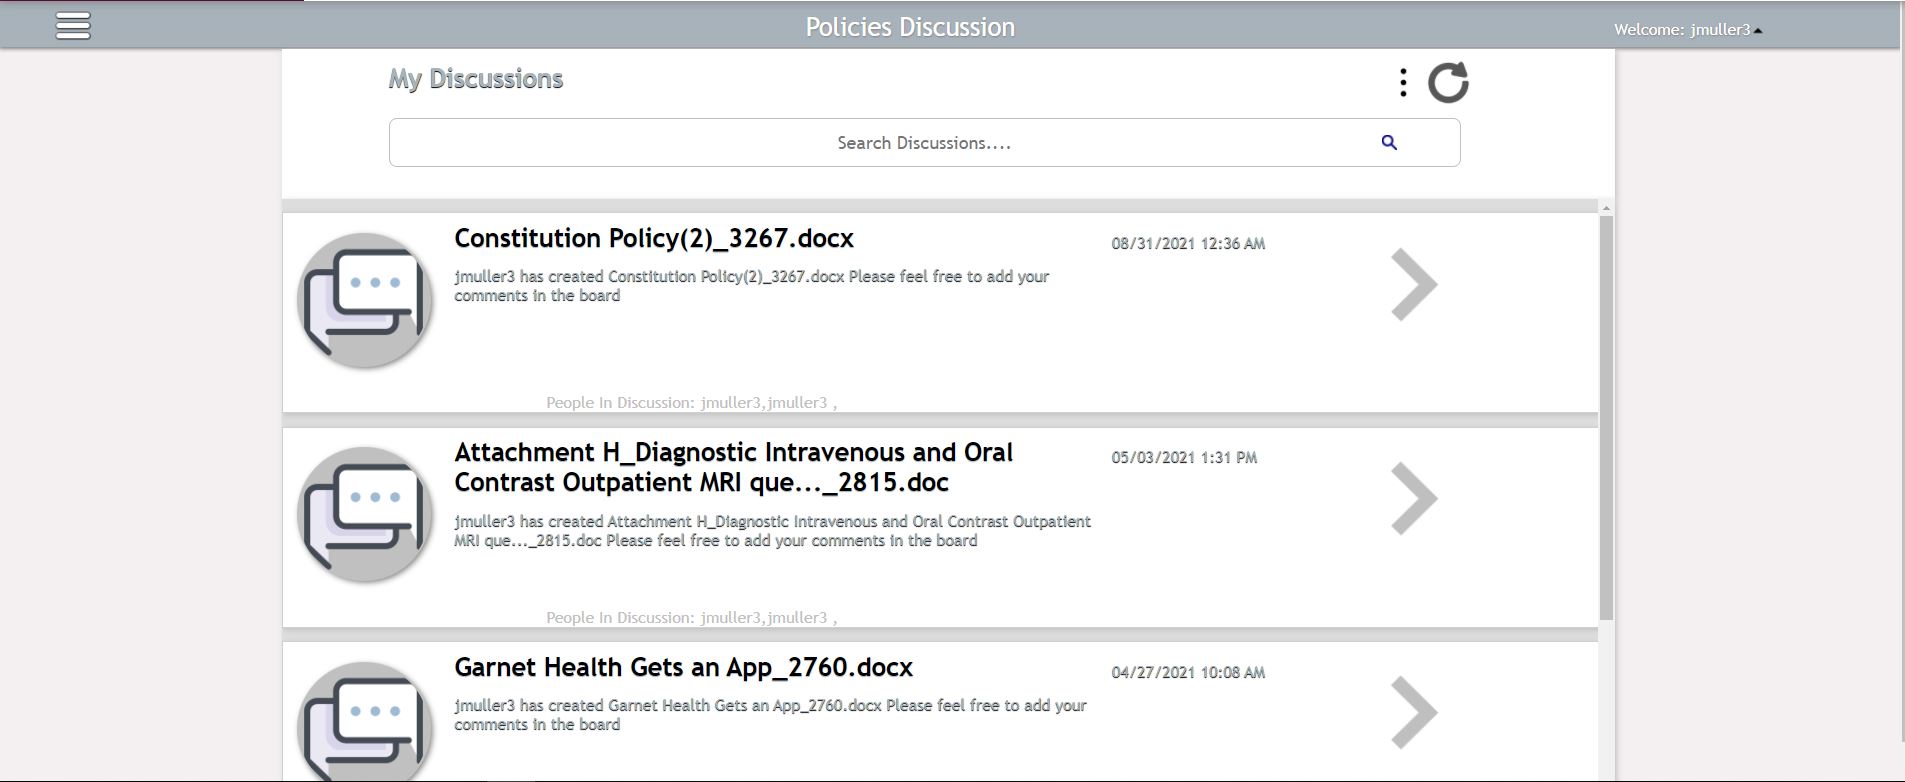 Policies Discussion
Welcome: jmuller3
My Discussions
Search Discussions....
Constitution Policy(2)_3267.docx
08/31/2021 12:36 AM
jmuller3 has created Constitution Policy(2)_3267.docx Please feel free to add your
comments in the board
People In Discussion: jmuller3,jmuller3 ,
Attachment H_Diagnostic Intravenous and Oral
Contrast Outpatient MRI que..._2815.doc
05/03/2021 1:31 PM
jmuller3 has created Attachment H_Diagnostic Intravenous and Oral Contrast Outpatient
MRI que..._2815.doc Please feel free to add your comments in the board
People In Discussion: jmuller3,jmuller3 ,
Garnet Health Gets an App_2760.docx
04/27/2021 10:08 AM
jmuller3 has created Garnet Health Gets an App_2760.docx Please feel free to add your
comments in the board